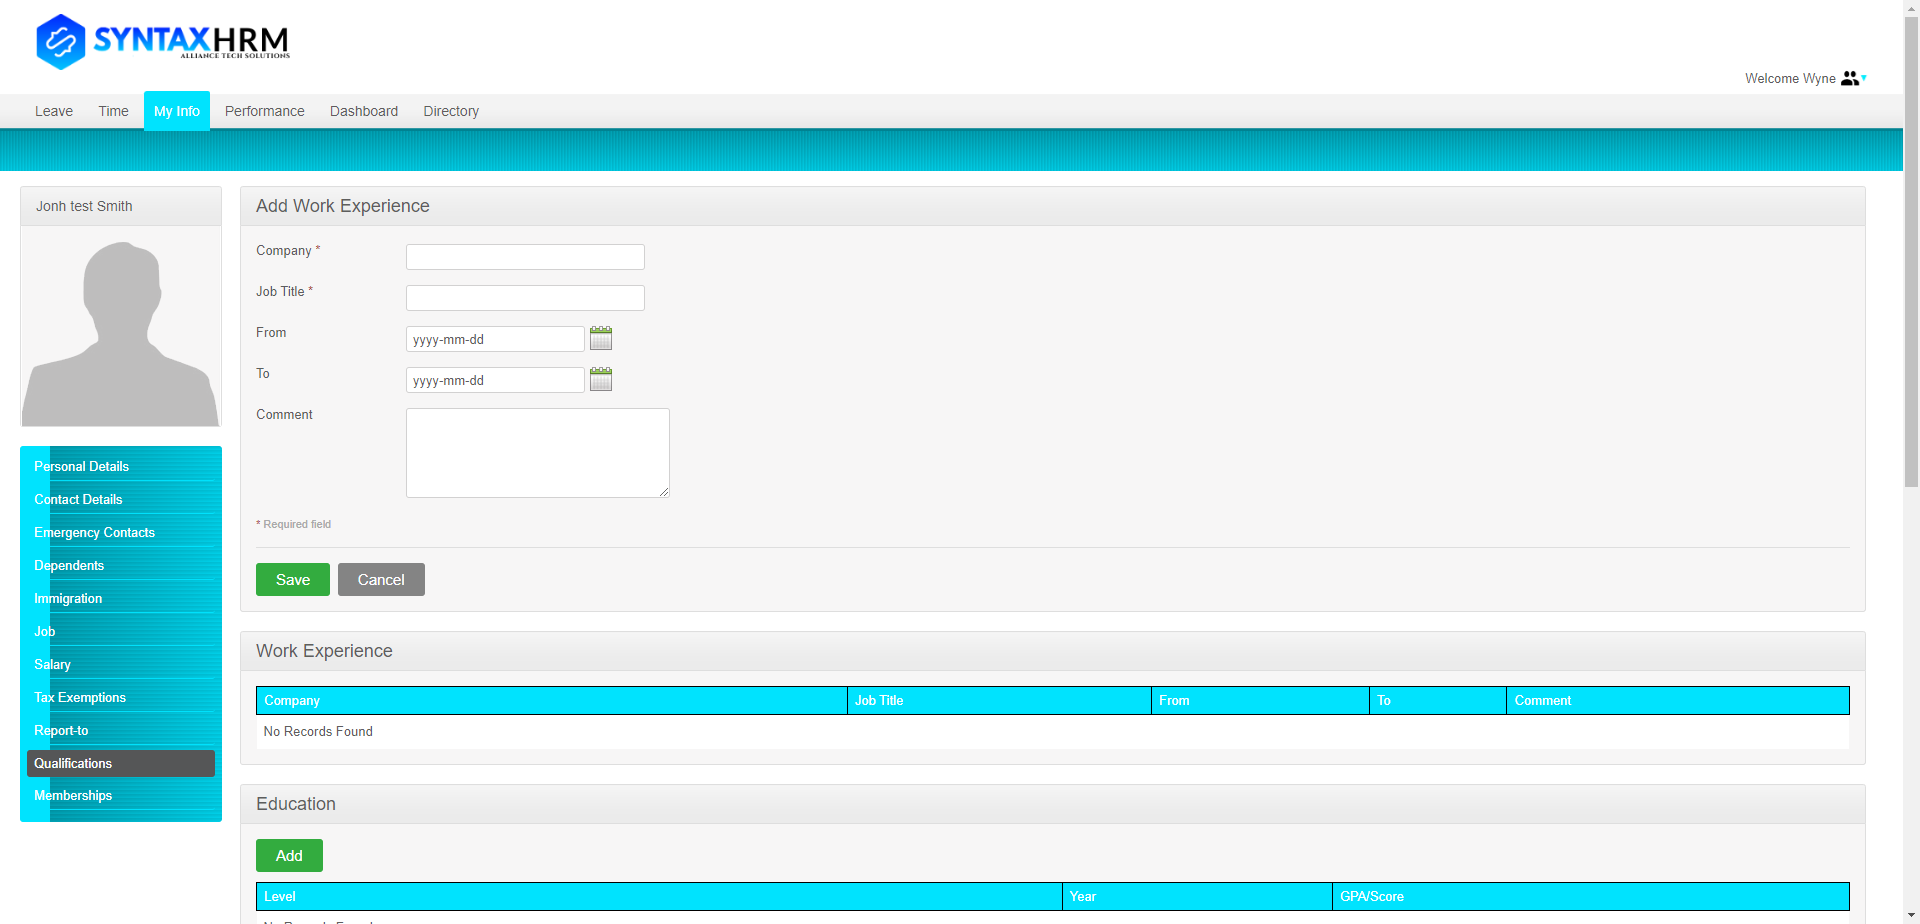 SYNTAXHRM
ALLIANCE TECH SOLUTIONS
Welcome Wyne
Leave Time My Info Performance Dashboard Directory
Jonh test Smith
Personal Details
Contact Details
Emergency Contacts
Dependents
Immigration
Job
Salary
Tax Exemptions
Report-to
Qualifications
Memberships
Add Work Experience
Company *
Job Title *
From yyyy-mm-dd
To yyyy-mm-dd
Comment
* Required field
Save Cancel
Work Experience
Company Job Title From To Comment
No Records Found
Education
Add
Level Year GPA/Score
No Records Found